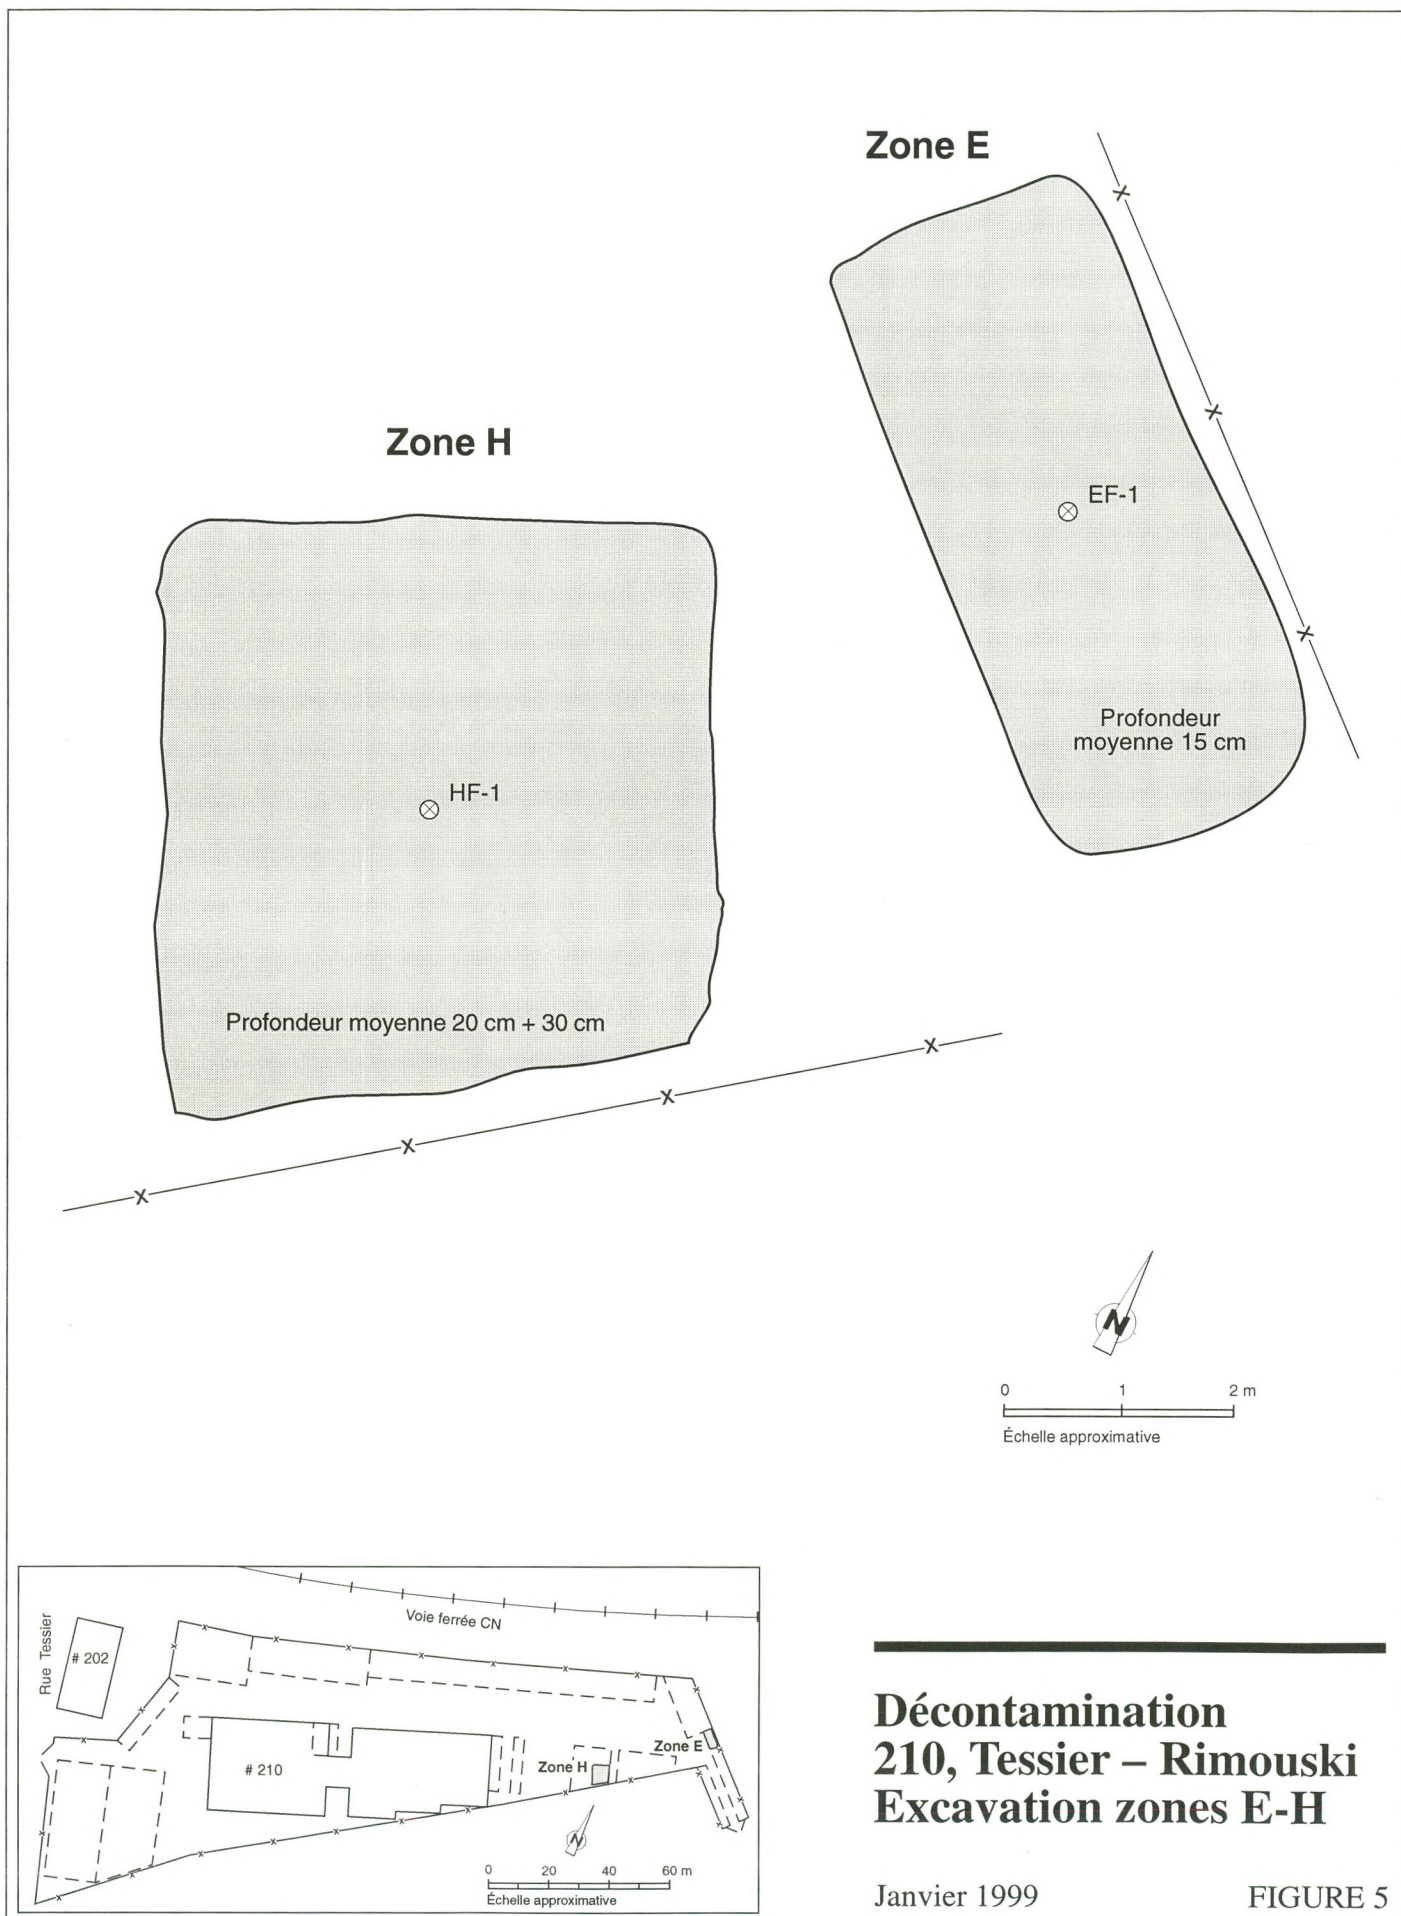 Zone E
Zone H
EF-1
Profondeur
moyenne 15 cm
HF-1
Profondeur moyenne 20 cm + 30 cm
N
0 1 2 m
Échelle approximative
Voie ferrée CN
Rue Tessier
# 202
# 210
Zone H
Zone E
N
0 20 40 60 m
Échelle approximative
Décontamination
210, Tessier – Rimouski
Excavation zones E-H
Janvier 1999 FIGURE 5